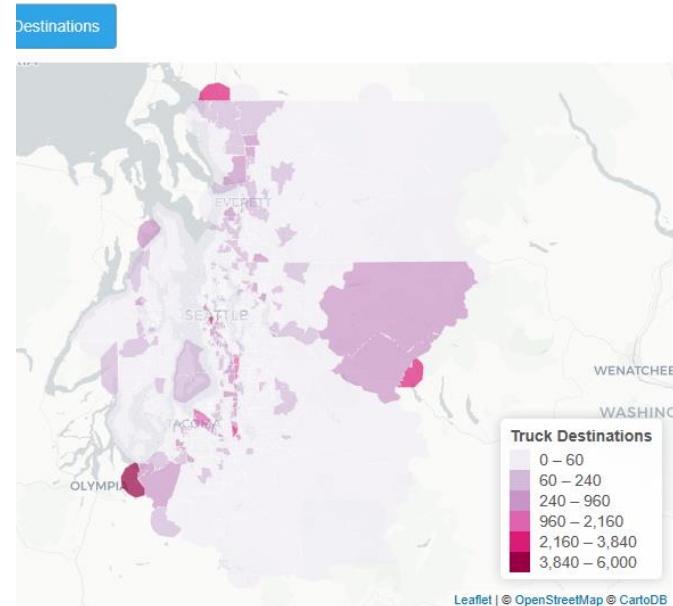 Destinations
EVERETT
SEATTLE
WENATCHEE
WASHING
TACOMA
OLYMPIA
Truck Destinations
0 – 60
60 – 240
240 – 960
960 – 2,160
2,160 – 3,840
3,840 – 6,000
Leaflet | © OpenStreetMap © CartoDB